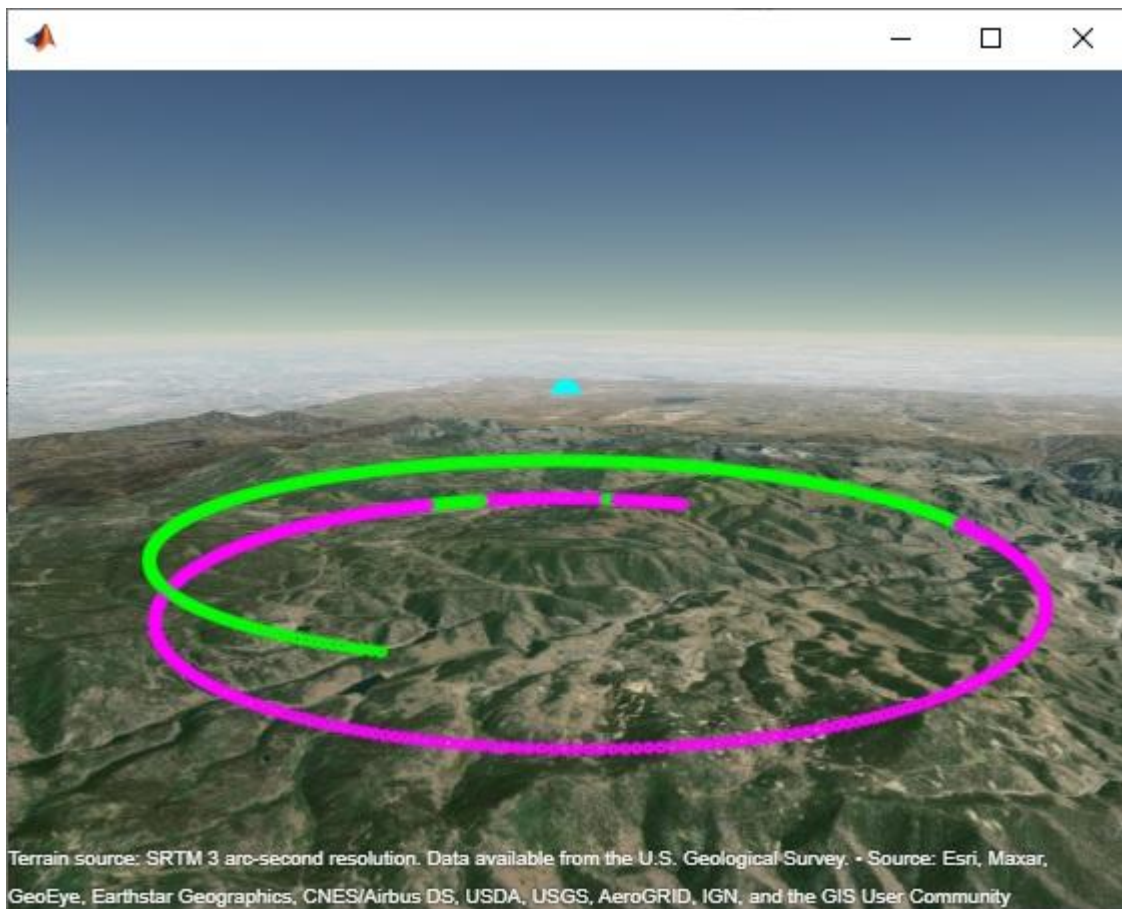 Terrain source: SRTM 3 arc-second resolution. Data available from the U.S. Geological Survey. • Source: Esri, Maxar,
GeoEye, Earthstar Geographics, CNES/Airbus DS, USDA, USGS, AeroGRID, IGN, and the GIS User Community